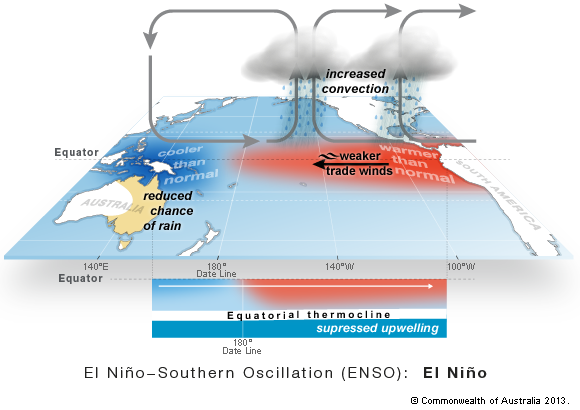 increased
convection
Equator
cooler
than
normal
weaker
trade winds
warmer
than
normal
SOUTH AMERICA
AUSTRALIA
reduced
chance
of rain
140°E
180°
Date Line
140°W
100°W
Equator
Equatorial thermocline
supressed upwelling
180°
Date Line
El Niño–Southern Oscillation (ENSO): El Niño
© Commonwealth of Australia 2013.